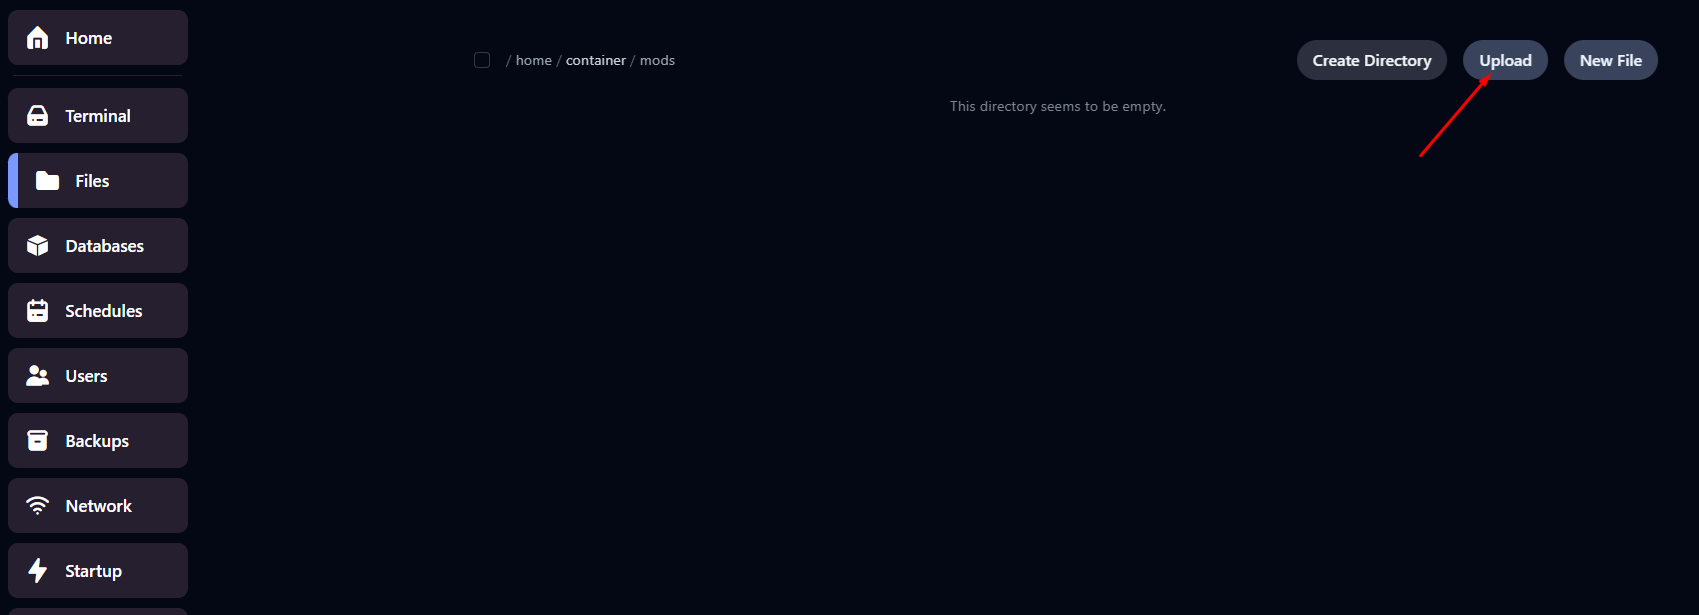 Home
Terminal
Files
Databases
Schedules
Users
Backups
Network
Startup
/ home / container / mods
Create Directory
Upload
New File
This directory seems to be empty.